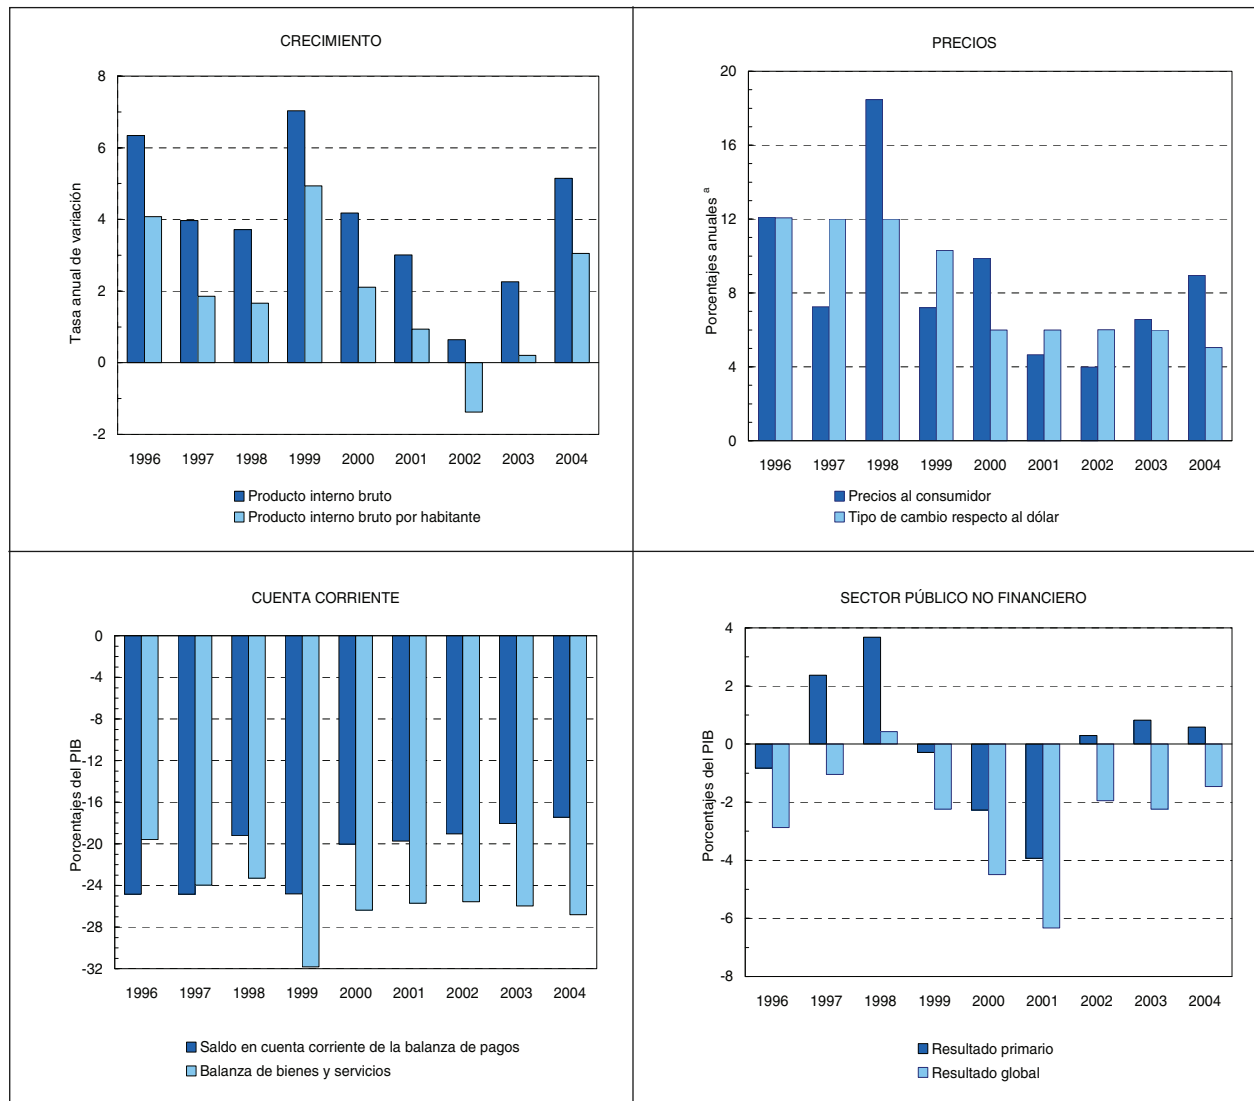 CRECIMIENTO
Tasa anual de variación
8
6
4
2
0
-2
1996 1997 1998 1999 2000 2001 2002 2003 2004
Producto interno bruto
Producto interno bruto por habitante
PRECIOS
Porcentajes anuales ª
20
16
12
8
4
0
1996 1997 1998 1999 2000 2001 2002 2003 2004
Precios al consumidor
Tipo de cambio respecto al dólar
CUENTA CORRIENTE
Porcentajes del PIB
0
-4
-8
-12
-16
-20
-24
-28
-32
1996 1997 1998 1999 2000 2001 2002 2003 2004
Saldo en cuenta corriente de la balanza de pagos
Balanza de bienes y servicios
SECTOR PÚBLICO NO FINANCIERO
Porcentajes del PIB
4
2
0
-2
-4
-6
-8
1996 1997 1998 1999 2000 2001 2002 2003 2004
Resultado primario
Resultado global